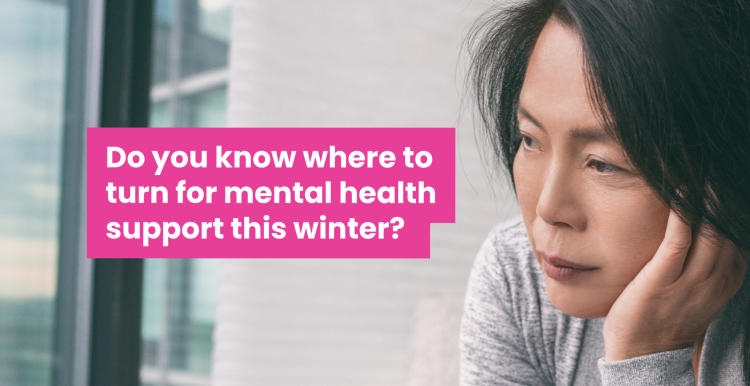 Do you know where to
turn for mental health
support this winter?